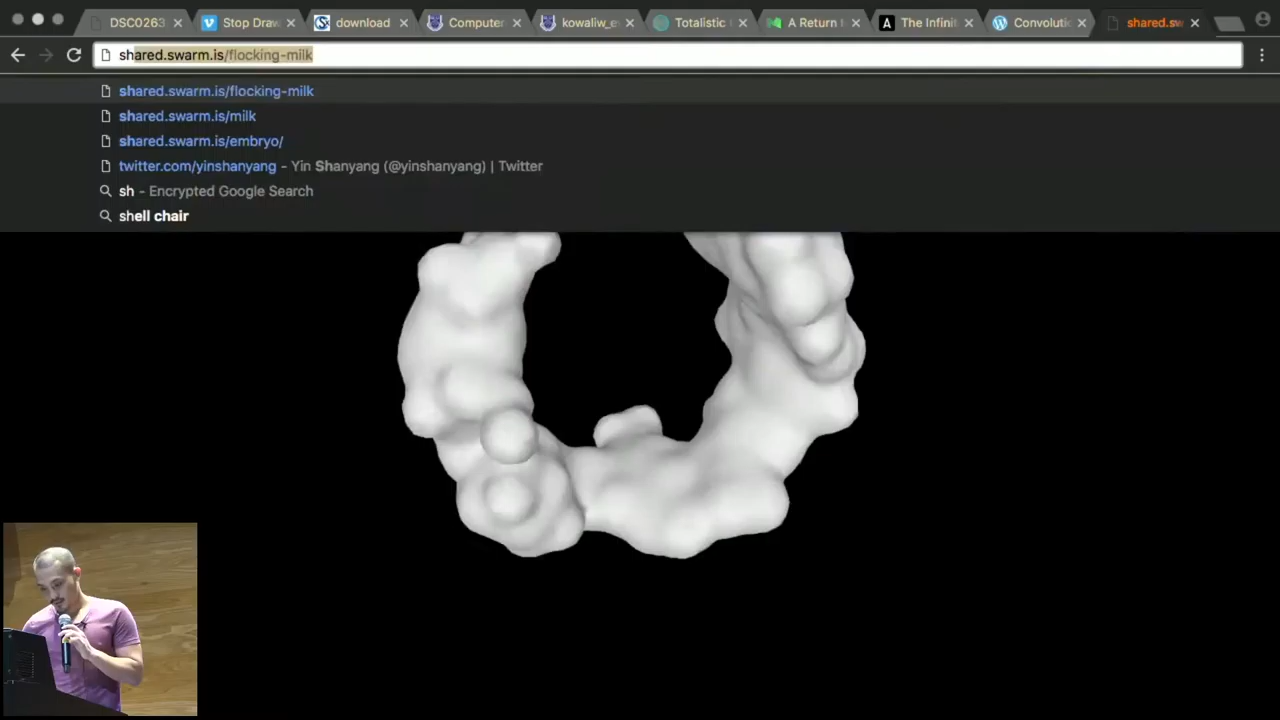 DSC0263
Stop Draw
download
Computer
kowaliw_e
Totalistic
A Return
The Infinit
Convoluti
shared.sw
shared.swarm.is/flocking-milk
shared.swarm.is/flocking-milk
shared.swarm.is/milk
shared.swarm.is/embryo/
twitter.com/yinshanyang - Yin Shanyang (@yinshanyang) | Twitter
sh - Encrypted Google Search
shell chair